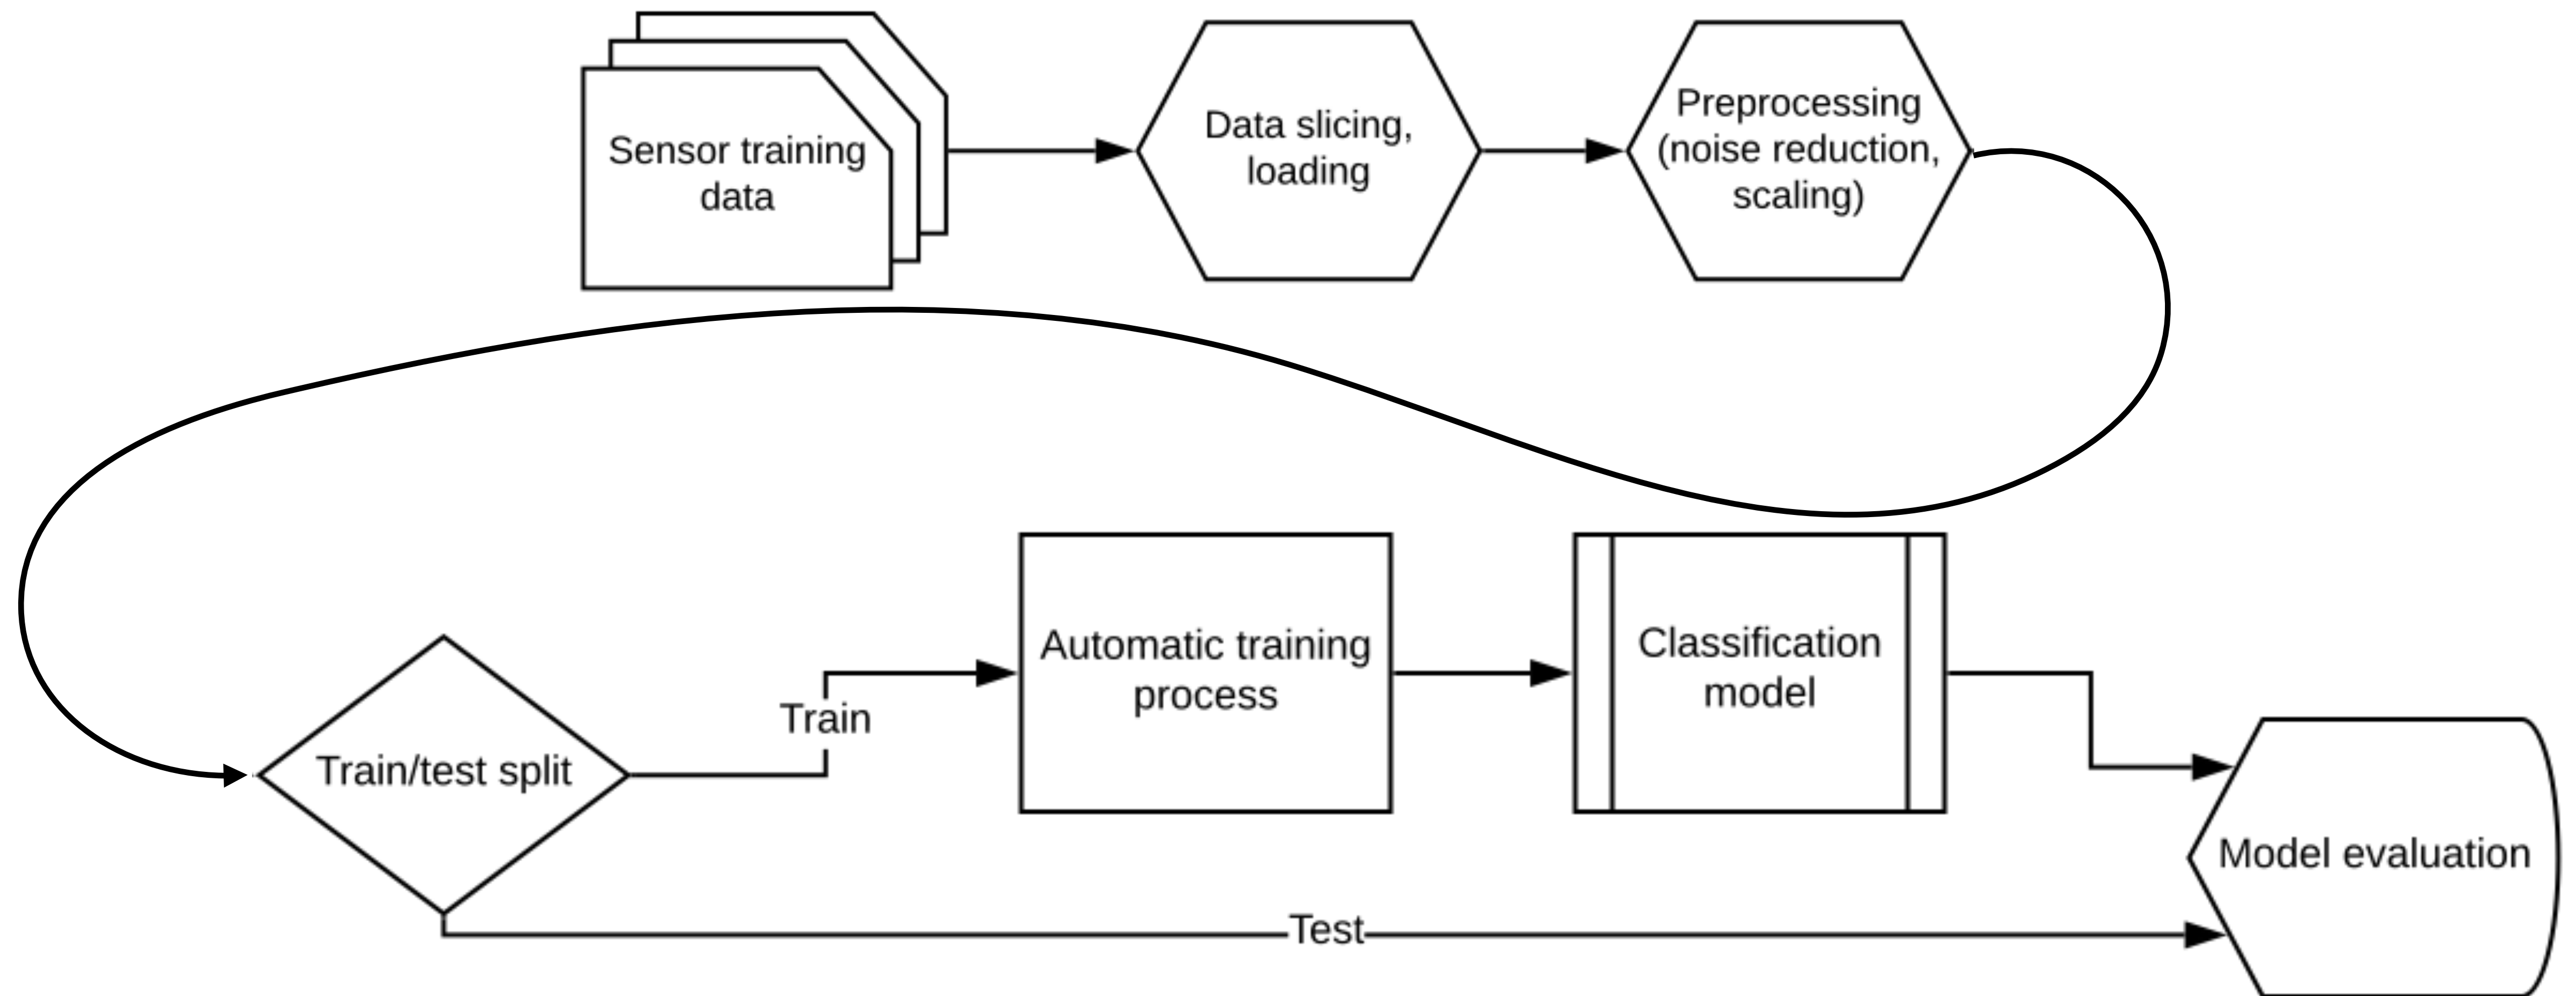 Sensor training
data
Data slicing,
loading
Preprocessing
(noise reduction,
scaling)
Train/test split
Train
Automatic training
process
Classification
model
Test
Model evaluation